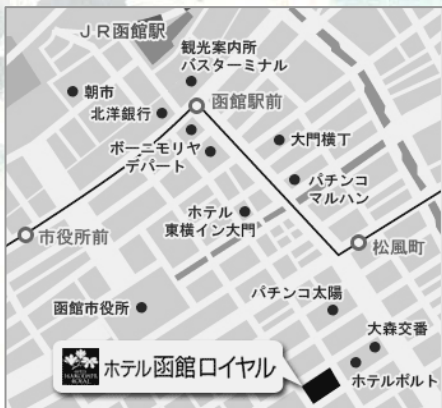 JR函館駅
観光案内所
バスターミナル
朝市
函館駅前
北洋銀行
ボーニモリヤ
デパート
大門横丁
パチンコ
マルハン
ホテル
東横イン大門
市役所前
松風町
パチンコ太陽
函館市役所
大森交番
ホテル函館ロイヤル
ホテルポルト